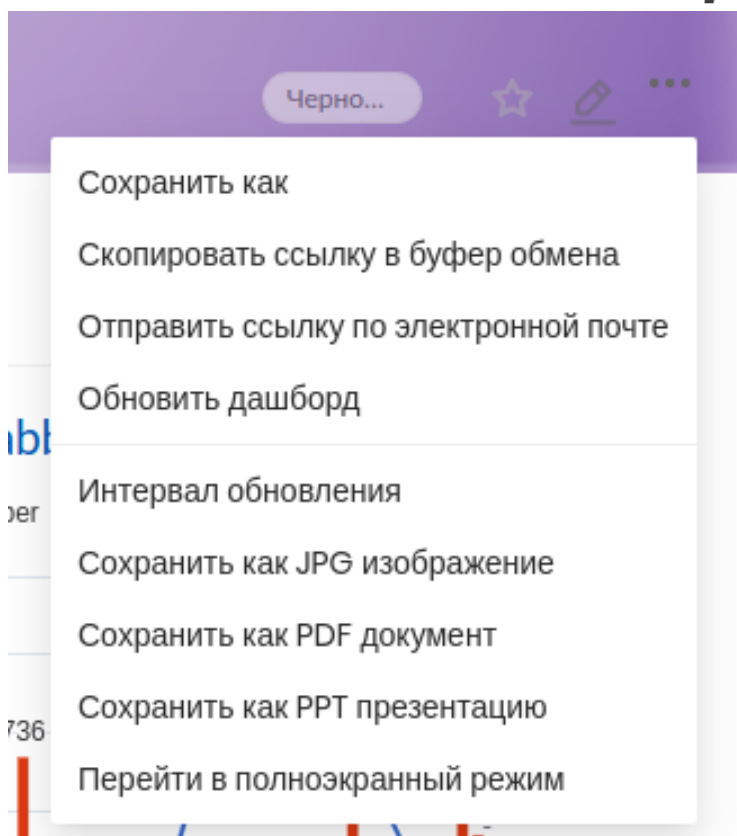 Черно...
Сохранить как
Скопировать ссылку в буфер обмена
Отправить ссылку по электронной почте
Обновить дашборд
Интервал обновления
Сохранить как JPG изображение
Сохранить как PDF документ
Сохранить как PPT презентацию
736
Перейти в полноэкранный режим